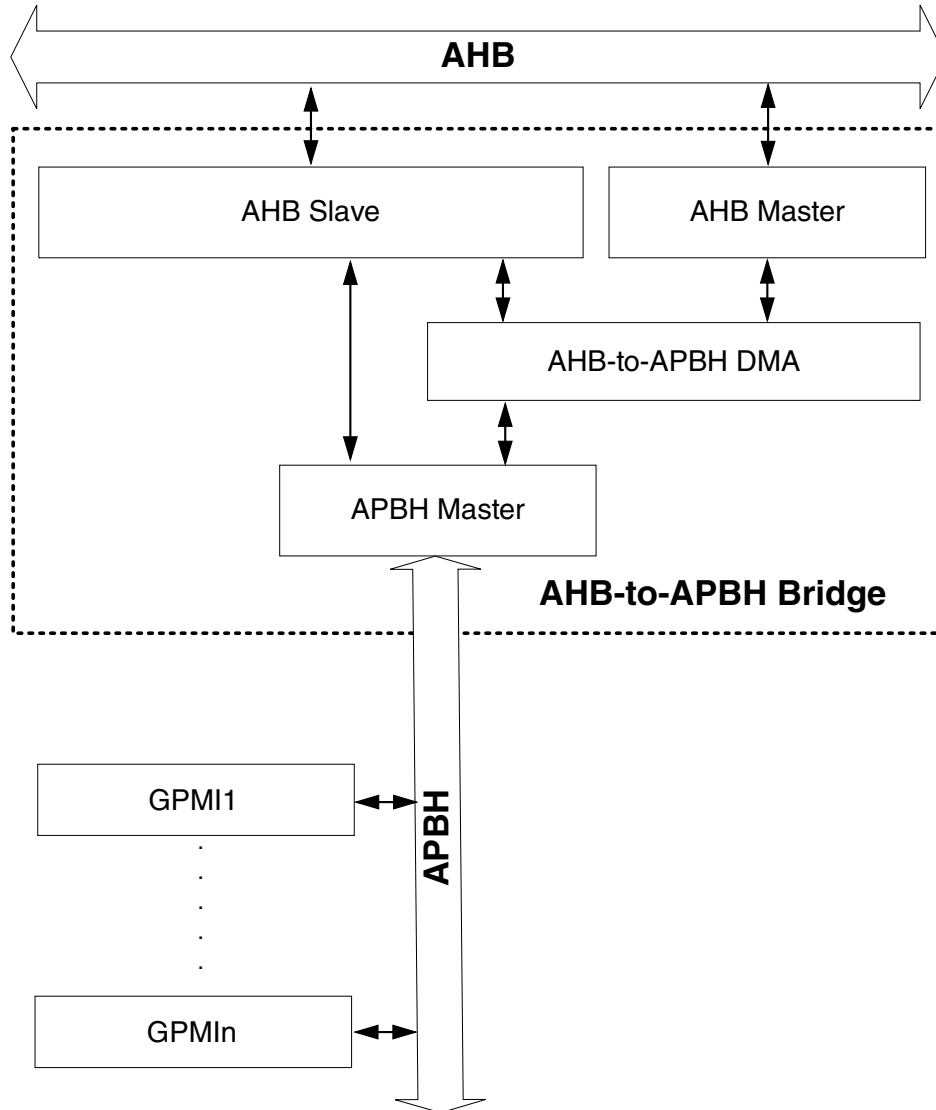 AHB
AHB Slave
AHB Master
AHB-to-APBH DMA
APBH Master
AHB-to-APBH Bridge
GPMI1
APBH
GPMIn